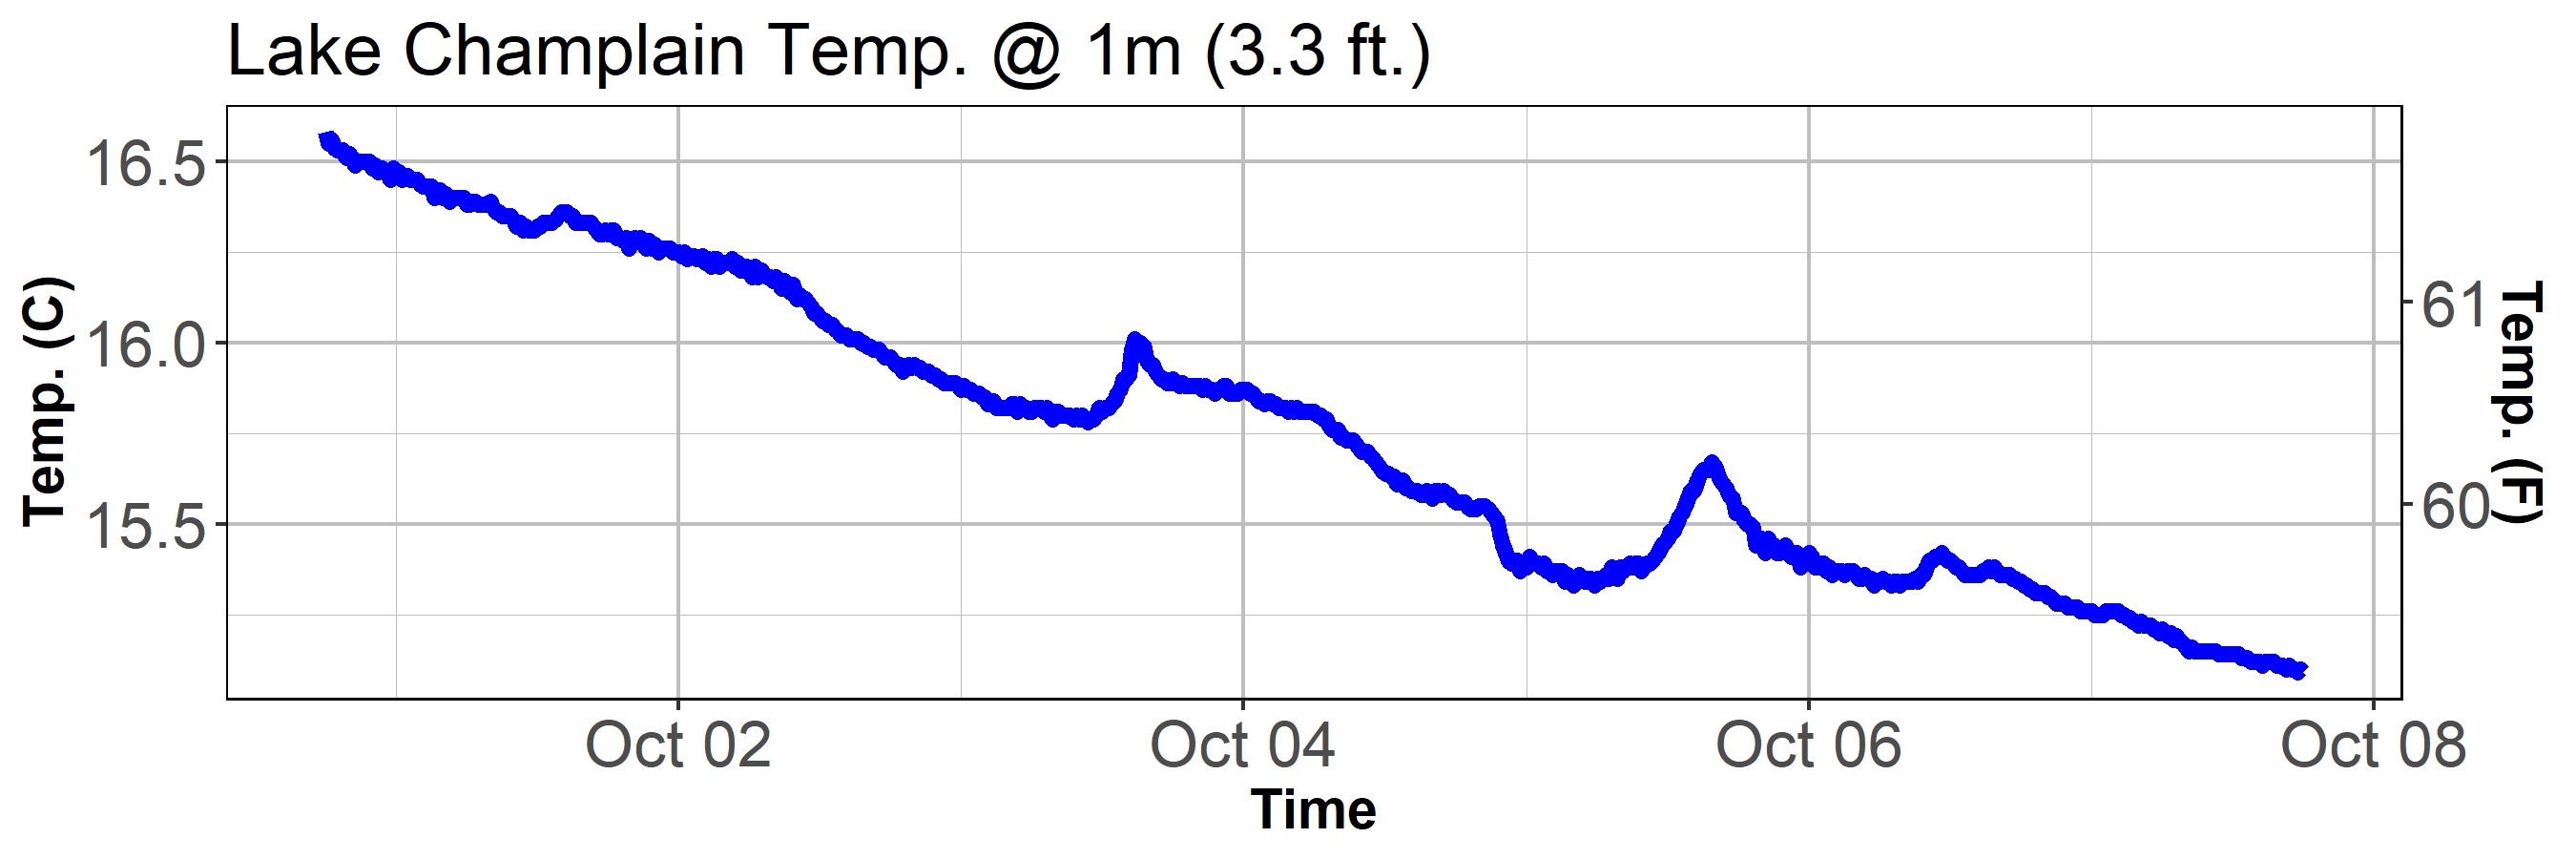 Lake Champlain Temp. @ 1m (3.3 ft.)
Temp. (C)
16.5
16.0
15.5
61
60
Temp. (F)
Oct 02
Oct 04
Oct 06
Oct 08
Time